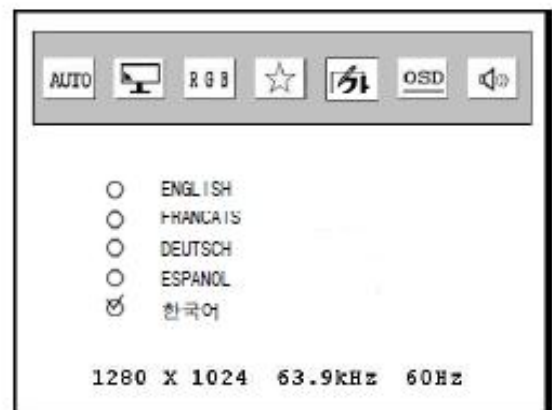 AUTO RGB OSD
ENGLISH
FRANCAIS
DEUTSCH
ESPANOL
한국어
1280 X 1024 63.9kHz 60Hz